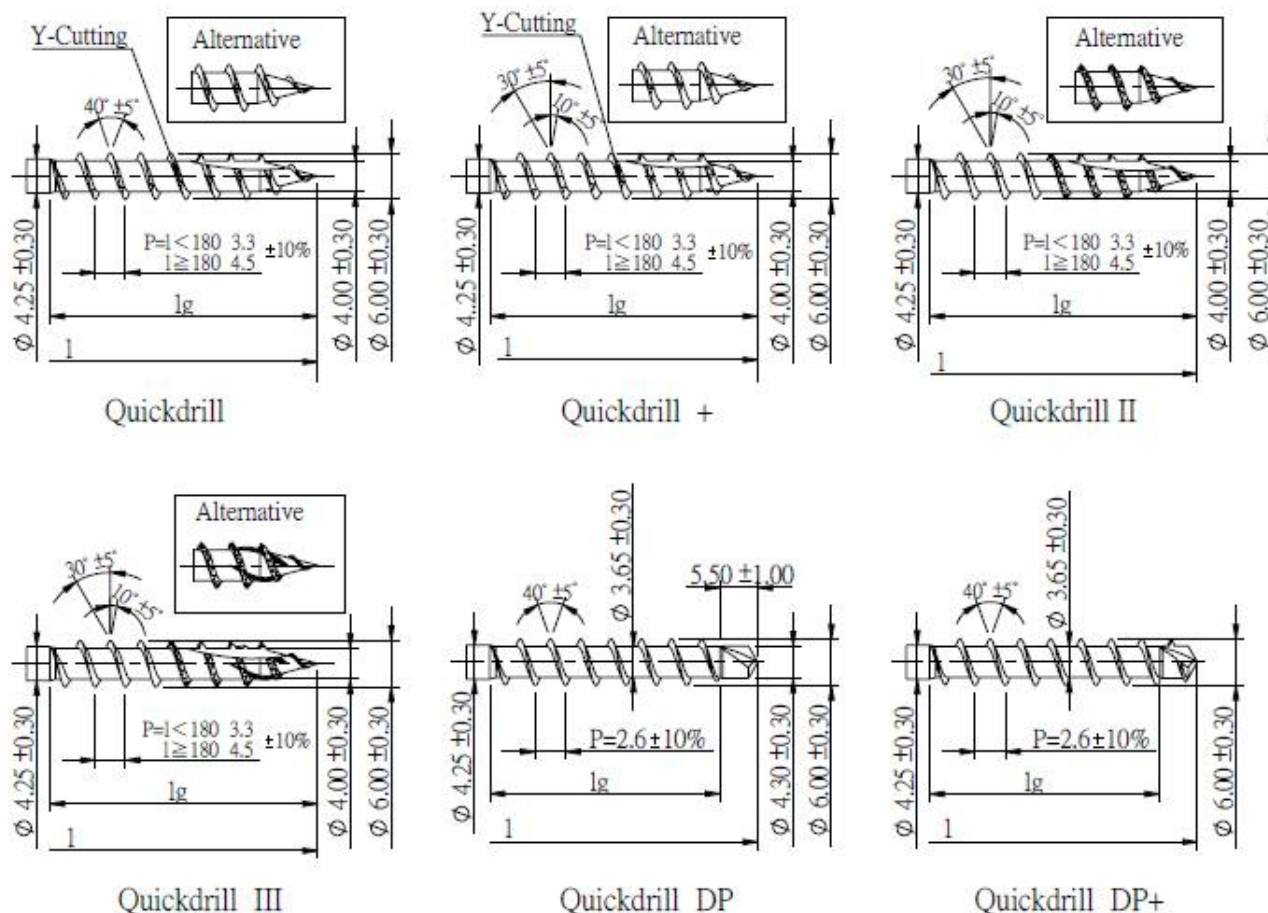 Y-Cutting
Alternative
40° ±5°
Ø 4.25 ±0.30
P=l<180 3.3
l≧180 4.5
±10%
Ø 4.00 ±0.30
Ø 6.00 ±0.30
lg
l
Quickdrill
Y-Cutting
Alternative
30° ±5°
10° ±5
Ø 4..25 ±0.30
P=l<180 3.3
l≧180 4.5
±10%
Ø 4.00 ±0.30
Ø 6.00 ±0.30
lg
l
Quickdrill +
Alternative
30° ±5°
10° ±5°
Ø 4.25 ±0.30
P=l<180 3.3
l≧180 4.5
±10%
Ø 4.00 ±0.30
Ø 6.00 ±0.30
lg
l
Quickdrill II
Alternative
30° ±5°
10° ±5°
Ø 4.25 ±0.30
P=l<180 3.3
l≧180 4.5
±10%
Ø 4.00 ±0.30
Ø 6.00 ±0.30
lg
l
Quickdrill III
Ø 3.65 ±0.30
5.50 ±1.00
40° ±5°
Ø 4.25 ±0.30
P=2.6±10%
Ø 4.30 ±0.30
Ø 6.00 ±0.30
lg
l
Quickdrill DP
Ø 3.65 ±0.30
40° ±5°
Ø 4.25 ±0.30
P=2.6±10%
Ø 6.00 ±0.30
lg
l
Quickdrill DP+